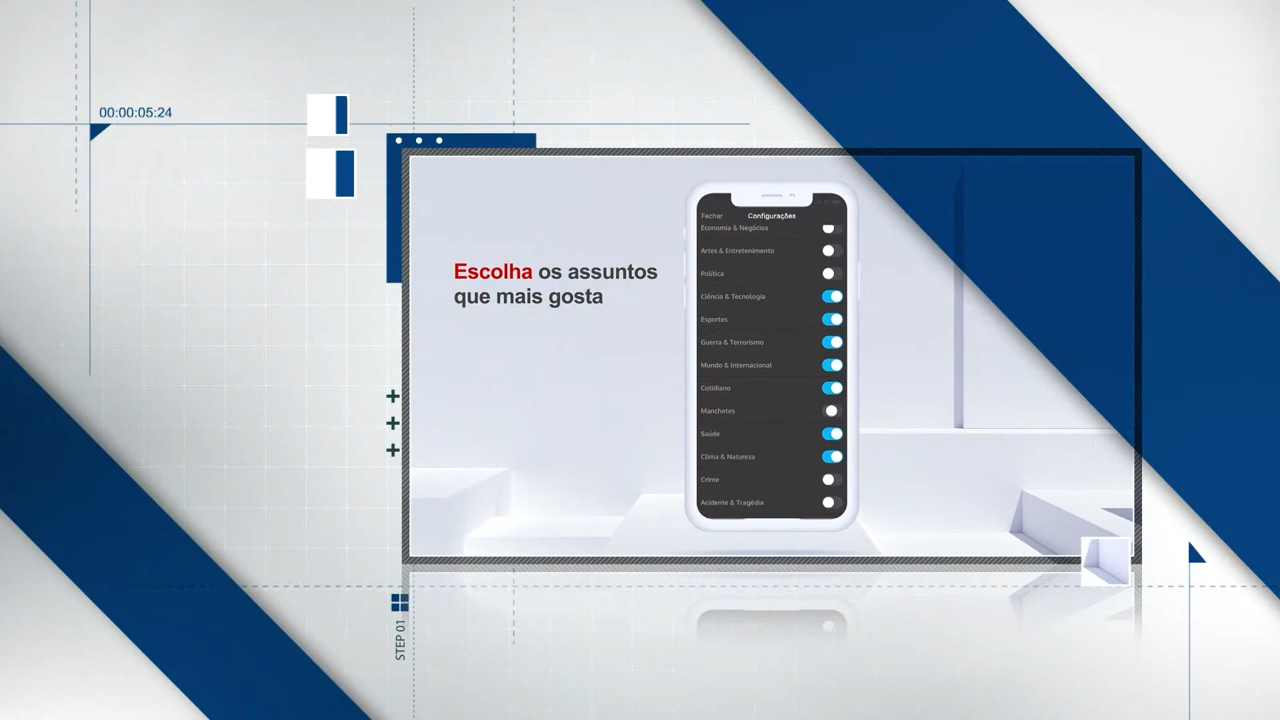 00:00:05:24
Escolha os assuntos
que mais gosta
Fechar
Configurações
Economia & Negócios
Artes & Entretenimento
Política
Ciência & Tecnologia
Esportes
Guerra & Terrorismo
Mundo & Internacional
Cotidiano
Manchetes
Saúde
Clima & Natureza
Crime
Acidente & Tragédia
STEP 01